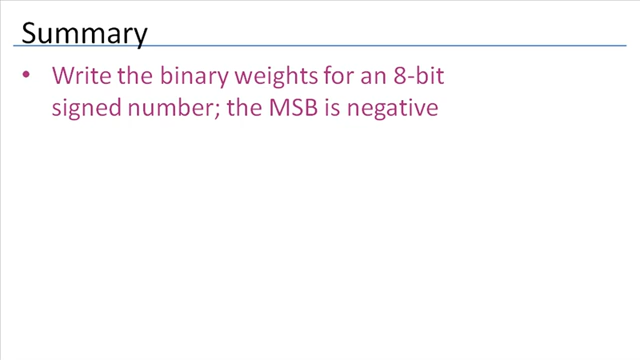 Summary
• Write the binary weights for an 8-bit
signed number; the MSB is negative